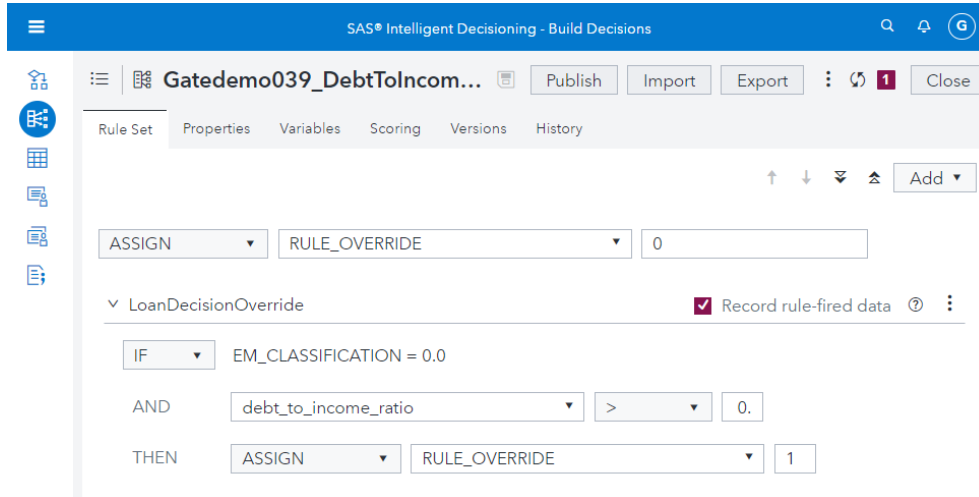 SAS® Intelligent Decisioning - Build Decisions G
Gatedemo039_DebtToIncom... Publish Import Export 1 Close
Rule Set Properties Variables Scoring Versions History
Add
ASSIGN RULE_OVERRIDE 0
LoanDecisionOverride Record rule-fired data ?
IF EM_CLASSIFICATION = 0.0
AND debt_to_income_ratio > 0.
THEN ASSIGN RULE_OVERRIDE 1